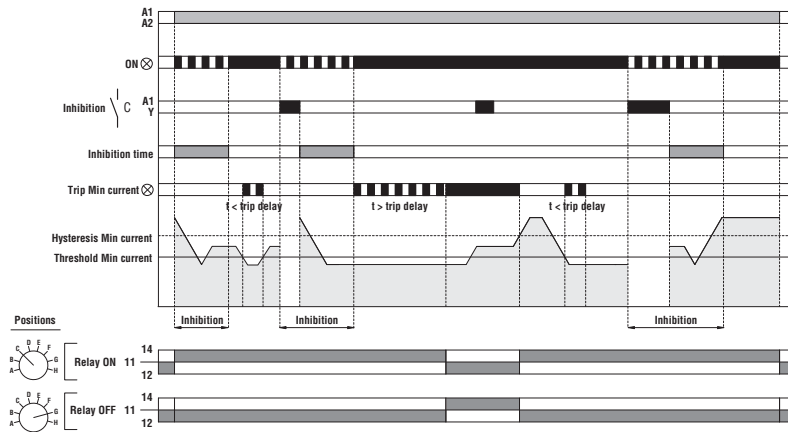 A1
A2
ON
Inhibition C A1
Y
Inhibition time
Trip Min current
t < trip delay t > trip delay t < trip delay
Hysteresis Min current
Threshold Min current
Inhibition Inhibition Inhibition
Positions
A B C D E F G H
Relay ON 11 14
12
A B C D E F G H
Relay OFF 11 14
12